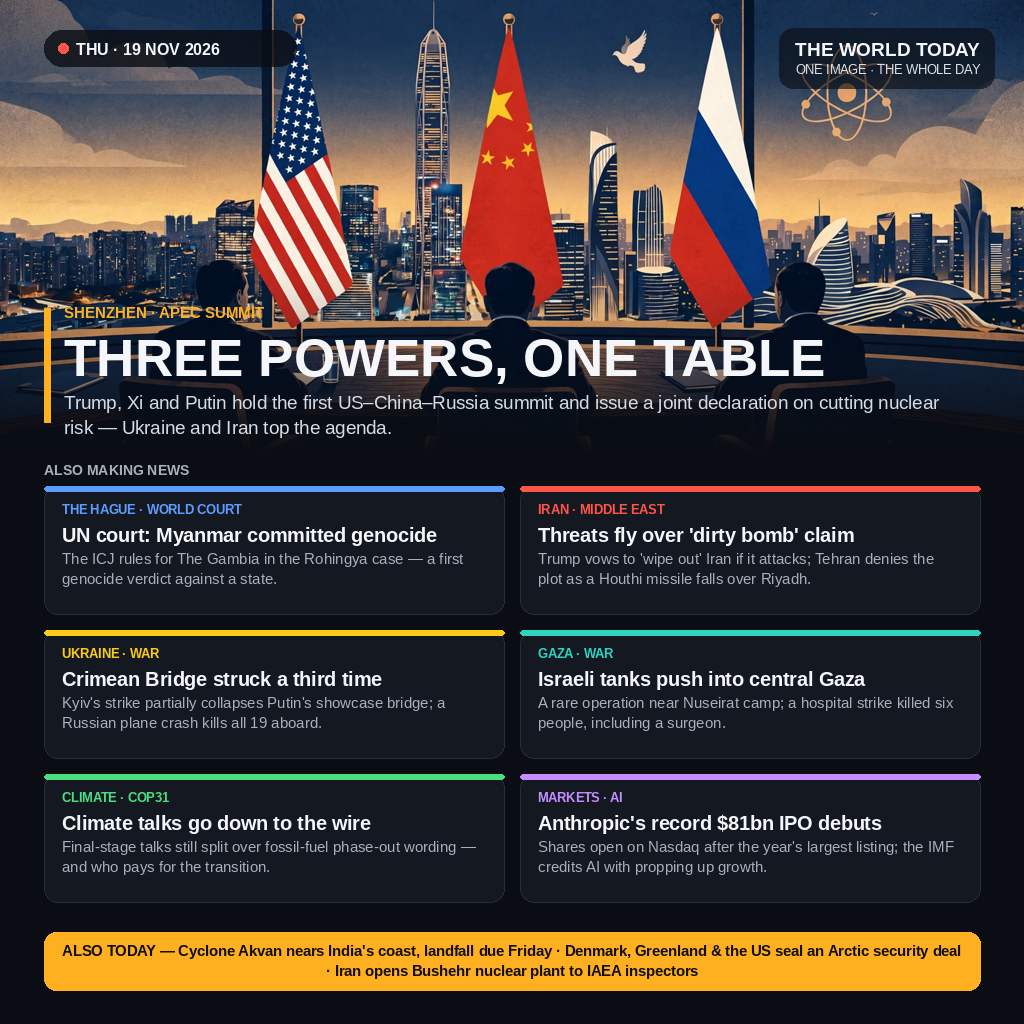 THU · 19 NOV 2026
THE WORLD TODAY
ONE IMAGE · THE WHOLE DAY
SHENZHEN · APEC SUMMIT
THREE POWERS, ONE TABLE
Trump, Xi and Putin hold the first US–China–Russia summit and issue a joint declaration on cutting nuclear
risk — Ukraine and Iran top the agenda.
ALSO MAKING NEWS
THE HAGUE · WORLD COURT
UN court: Myanmar committed genocide
The ICJ rules for The Gambia in the Rohingya case — a first
genocide verdict against a state.
IRAN · MIDDLE EAST
Threats fly over 'dirty bomb' claim
Trump vows to 'wipe out' Iran if it attacks; Tehran denies the
plot as a Houthi missile falls over Riyadh.
UKRAINE · WAR
Crimean Bridge struck a third time
Kyiv's strike partially collapses Putin's showcase bridge; a
Russian plane crash kills all 19 aboard.
GAZA · WAR
Israeli tanks push into central Gaza
A rare operation near Nuseirat camp; a hospital strike killed six
people, including a surgeon.
CLIMATE · COP31
Climate talks go down to the wire
Final-stage talks still split over fossil-fuel phase-out wording —
and who pays for the transition.
MARKETS · AI
Anthropic's record $81bn IPO debuts
Shares open on Nasdaq after the year's largest listing; the IMF
credits AI with propping up growth.
ALSO TODAY — Cyclone Akvan nears India's coast, landfall due Friday · Denmark, Greenland & the US seal an Arctic security deal
· Iran opens Bushehr nuclear plant to IAEA inspectors